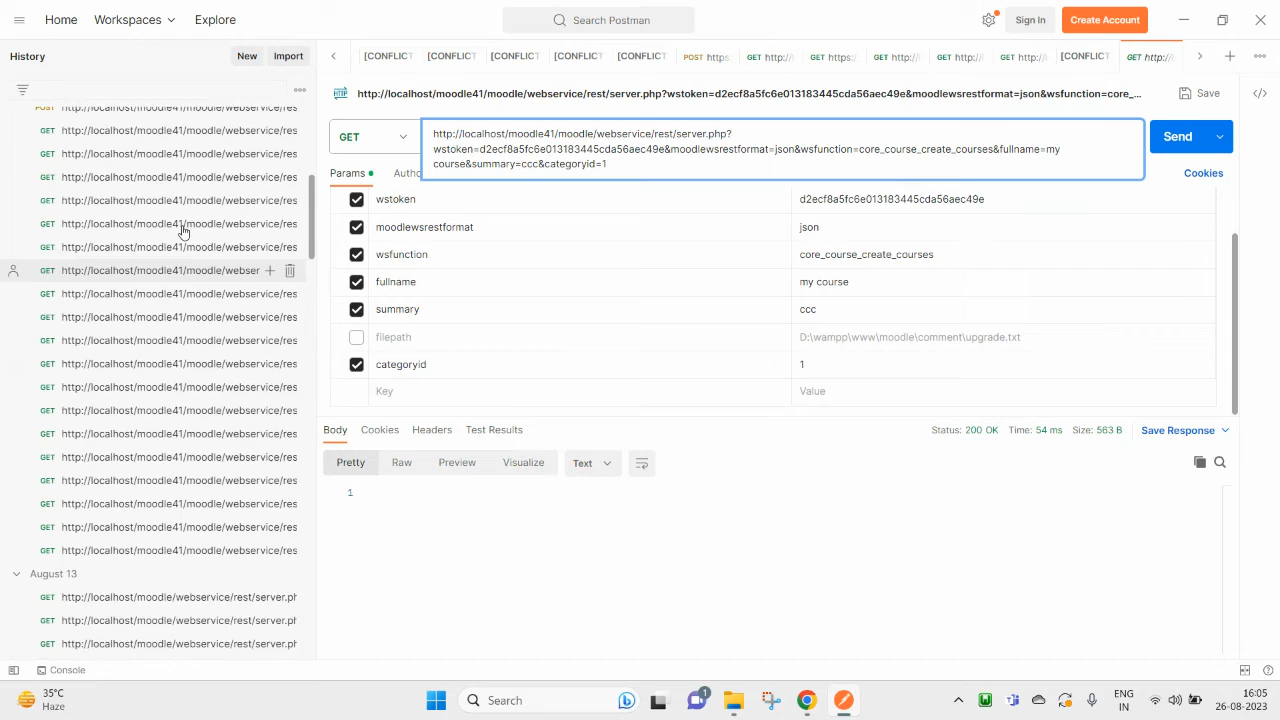 Home
Workspaces
Explore
Search Postman
Sign In
Create Account
History
New
Import
[CONFLICT
[CONFLICT
[CONFLICT
[CONFLICT
[CONFLICT
POST https
GET http://
GET https:
GET http://
GET http://
GET http://
[CONFLICT
GET http://
http://localhost/moodle41/moodle/webservice/rest/server.php?wstoken=d2ecf8a5fc6e013183445cda56aec49e&moodlewsrestformat=json&wsfunction=core_...
Save
GET
http://localhost/moodle41/moodle/webservice/rest/server.php?
wstoken=d2ecf8a5fc6e013183445cda56aec49e&moodlewsrestformat=json&wsfunction=core_course_create_courses&fullname=my
course&summary=ccc&categoryid=1
Send
Params
Autho
Cookies
wstoken d2ecf8a5fc6e013183445cda56aec49e
moodlewsrestformat json
wsfunction core_course_create_courses
fullname my course
summary ccc
filepath D:\wampp\www\moodle\comment\upgrade.txt
categoryid 1
Key Value
Body
Cookies
Headers
Test Results
Status: 200 OK
Time: 54 ms
Size: 563 B
Save Response
Pretty
Raw
Preview
Visualize
Text
1
POST http://localhost/moodle41/moodle/webservice/res
GET http://localhost/moodle41/moodle/webservice/res
GET http://localhost/moodle41/moodle/webservice/res
GET http://localhost/moodle41/moodle/webservice/res
GET http://localhost/moodle41/moodle/webservice/res
GET http://localhost/moodle41/moodle/webservice/res
GET http://localhost/moodle41/moodle/webservice/res
GET http://localhost/moodle41/moodle/webser
GET http://localhost/moodle41/moodle/webservice/res
GET http://localhost/moodle41/moodle/webservice/res
GET http://localhost/moodle41/moodle/webservice/res
GET http://localhost/moodle41/moodle/webservice/res
GET http://localhost/moodle41/moodle/webservice/res
GET http://localhost/moodle41/moodle/webservice/res
GET http://localhost/moodle41/moodle/webservice/res
GET http://localhost/moodle41/moodle/webservice/res
GET http://localhost/moodle41/moodle/webservice/res
GET http://localhost/moodle41/moodle/webservice/res
GET http://localhost/moodle41/moodle/webservice/res
GET http://localhost/moodle41/moodle/webservice/res
August 13
GET http://localhost/moodle/webservice/rest/server.ph
GET http://localhost/moodle/webservice/rest/server.ph
GET http://localhost/moodle/webservice/rest/server.ph
Console
35°C
Haze
Search
1
ENG
IN
16:05
26-08-2023